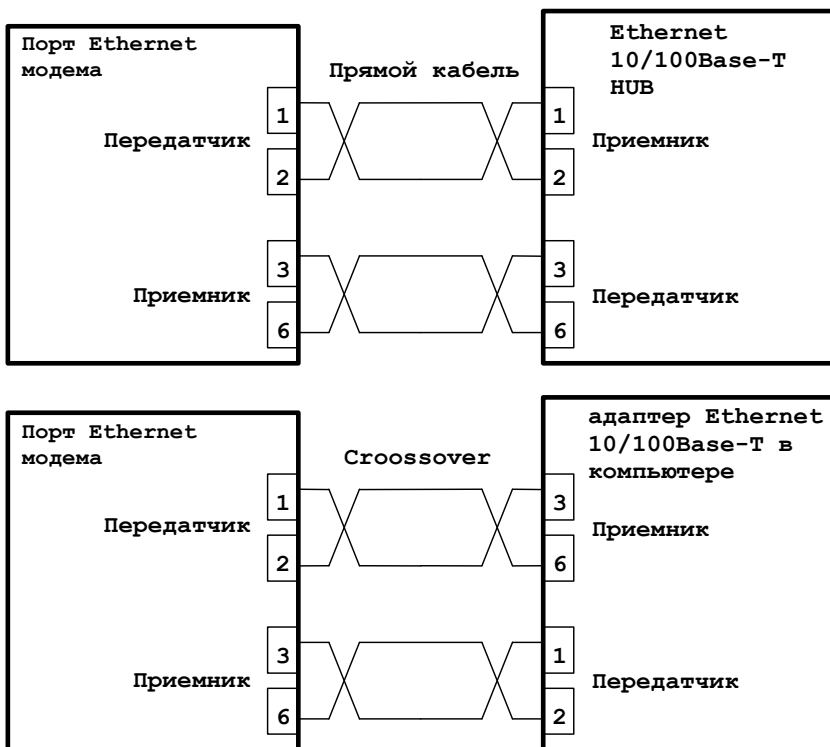 Порт Ethernet
модема
Прямой кабель
Ethernet
10/100Base-T
HUB
1
Передатчик
2
1
Приемник
2
3
Приемник
6
3
Передатчик
6
Порт Ethernet
модема
Croossover
адаптер Ethernet
10/100Base-T в
компьютере
1
Передатчик
2
3
Приемник
6
3
Приемник
6
1
Передатчик
2